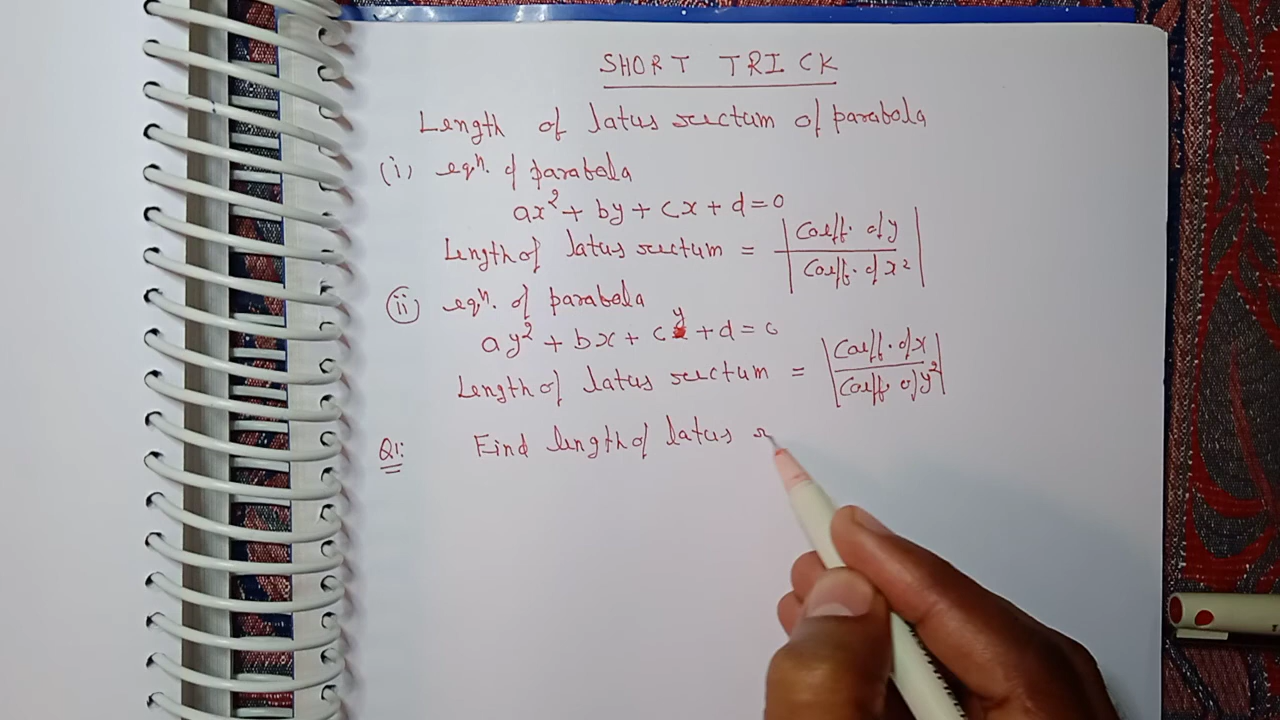 SHORT TRICK
Length of latus rectum of parabola
(i) eqⁿ. of parabola
ax² + by + cx + d = 0
Length of latus rectum = |Coeff. of y / Coeff. of x²|
(ii) eqⁿ. of parabola
ay² + bx + cy + d = 0
Length of latus rectum = |Coeff. of x / Coeff. of y²|
Q1: Find length of latus r